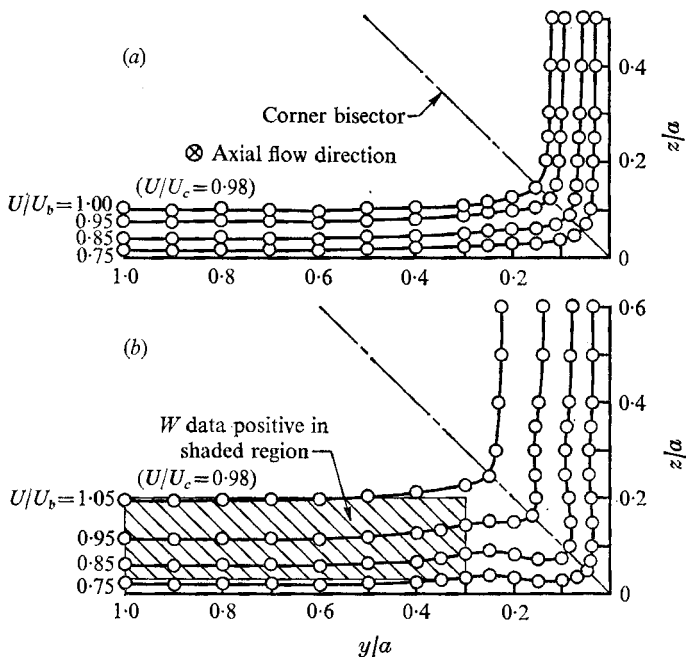 (a)
0·4
z/a
0·2
0
Corner bisector
⊗ Axial flow direction
(U/U_c = 0·98)
U/U_b = 1·00
0·95
0·85
0·75
1·0 0·8 0·6 0·4 0·2
(b)
0·6
0·4
z/a
0·2
0
W data positive in
shaded region
(U/U_c = 0·98)
U/U_b = 1·05
0·95
0·85
0·75
1·0 0·8 0·6 0·4 0·2
y/a